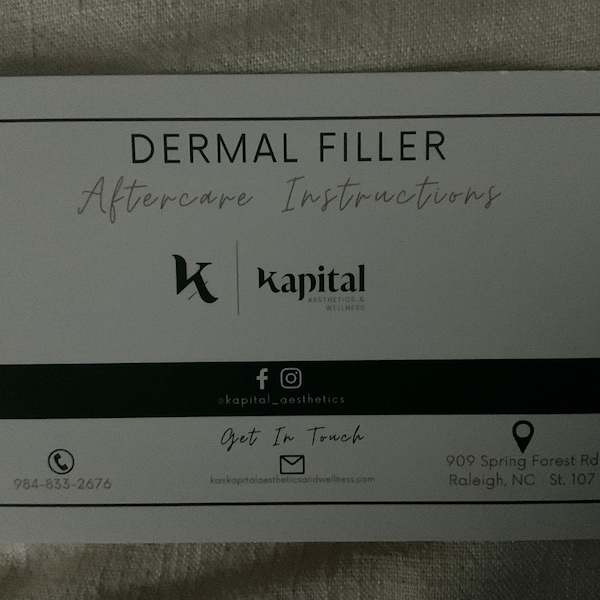 DERMAL FILLER
Aftercare Instructions
K
Kapital
AESTHETICS &
WELLNESS
@kapital_aesthetics
Get In Touch
984-833-2676
909 Spring Forest Rd
Raleigh, NC St. 107